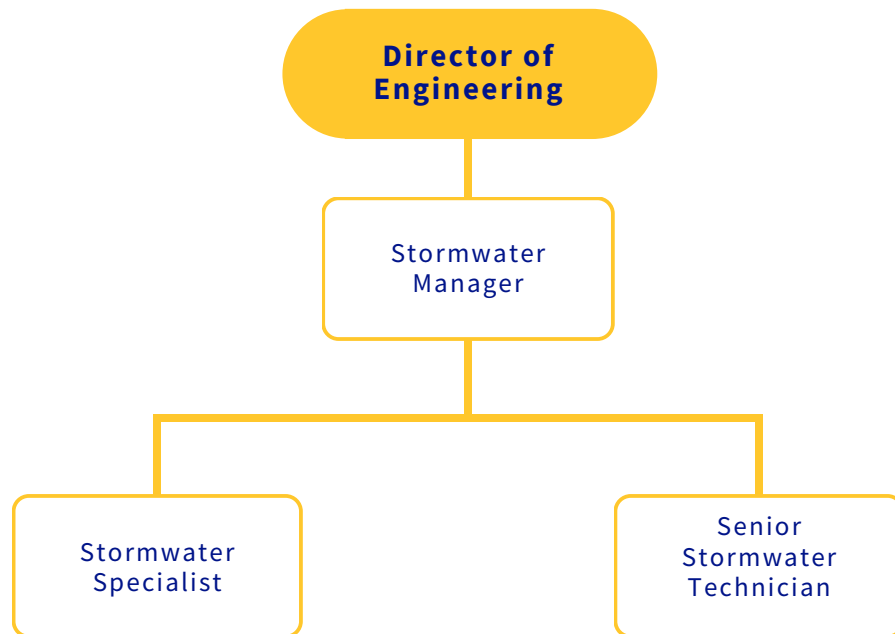 Director of
Engineering
Stormwater
Manager
Stormwater
Specialist
Senior
Stormwater
Technician